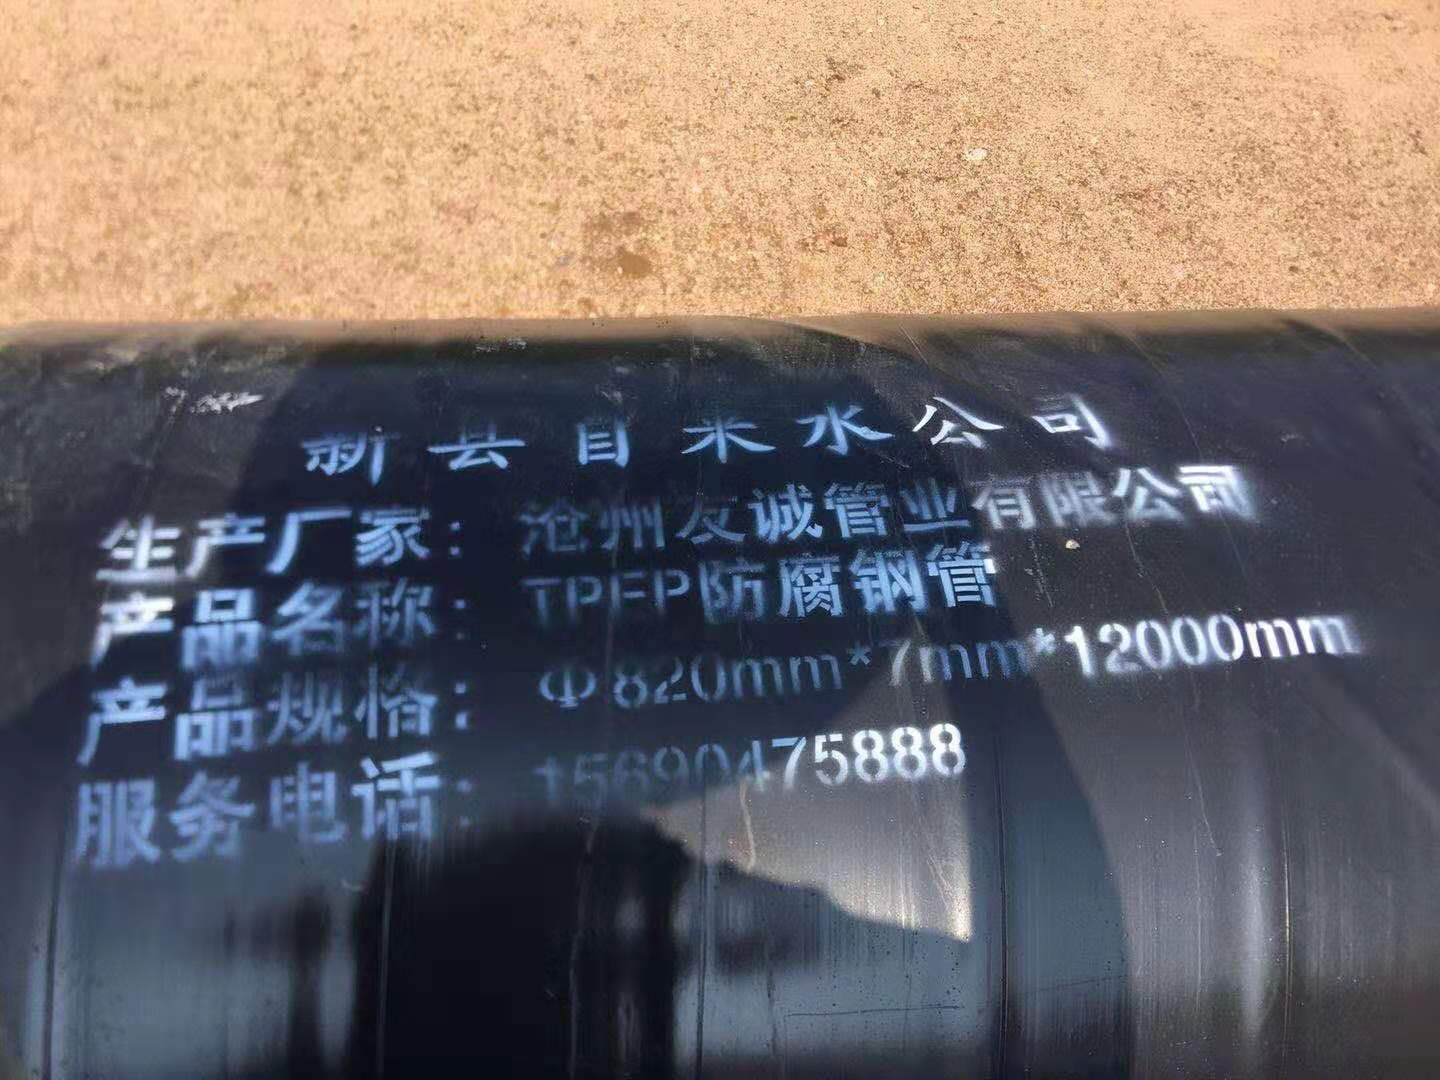 新县自来水公司
生产厂家：沧州友诚管业有限公司
产品名称：TPEP防腐钢管
产品规格：Φ820mm*7mm*12000mm
服务电话：15690475888